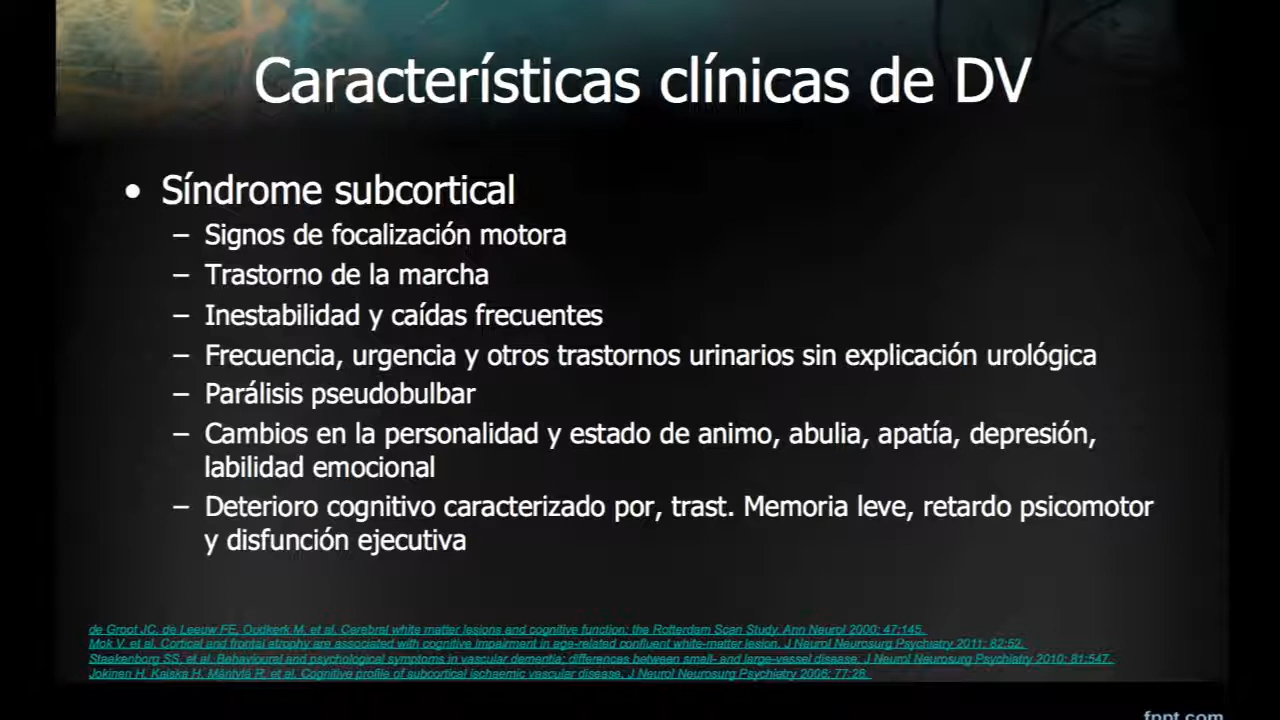 Características clínicas de DV
• Síndrome subcortical
– Signos de focalización motora
– Trastorno de la marcha
– Inestabilidad y caídas frecuentes
– Frecuencia, urgencia y otros trastornos urinarios sin explicación urológica
– Parálisis pseudobulbar
– Cambios en la personalidad y estado de animo, abulia, apatía, depresión,
labilidad emocional
– Deterioro cognitivo caracterizado por, trast. Memoria leve, retardo psicomotor
y disfunción ejecutiva
de Groot JC, de Leeuw FE, Oudkerk M, et al. Cerebral white matter lesions and cognitive function: the Rotterdam Scan Study. Ann Neurol 2000; 47:145.
Mok V, et al. Cortical and frontal atrophy are associated with cognitive impairment in age-related confluent white-matter lesion. J Neurol Neurosurg Psychiatry 2011; 82:52.
Staekenborg SS, et al. Behavioural and psychological symptoms in vascular dementia; differences between small- and large-vessel disease. J Neurol Neurosurg Psychiatry 2010; 81:547.
Jokinen H, Kalska H, Mäntylä R, et al. Cognitive profile of subcortical ischaemic vascular disease. J Neurol Neurosurg Psychiatry 2006; 77:28.
fppt.com